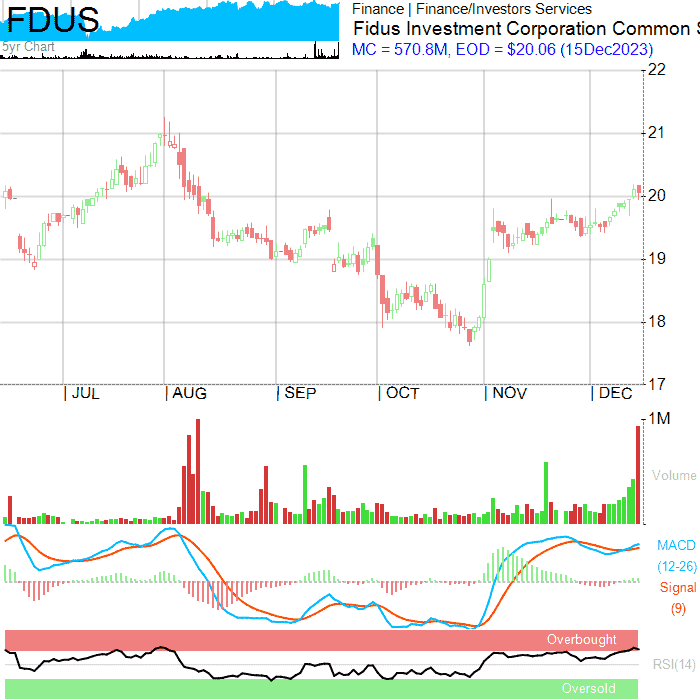 FDUS
5yr Chart
Finance | Finance/Investors Services
Fidus Investment Corporation Common S
MC = 570.8M, EOD = $20.06 (15Dec2023)
22
21
20
19
18
17
| JUL | AUG | SEP | OCT | NOV | DEC
1M
Volume
MACD
(12-26)
Signal
(9)
Overbought
RSI(14)
Oversold